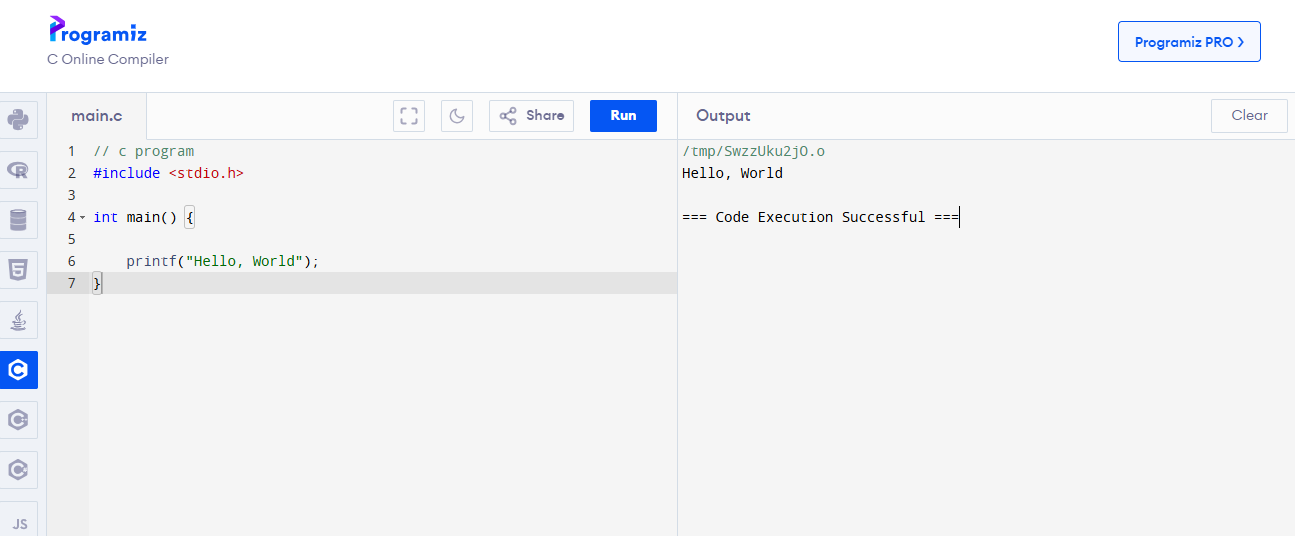 Programiz
C Online Compiler
Programiz PRO >
main.c
Share
Run
Output
Clear
1 // c program
2 #include <stdio.h>
3
4 int main() {
5
6     printf("Hello, World");
7 }
/tmp/SwzzUku2jO.o
Hello, World
=== Code Execution Successful ===
R
5
C
C
C
JS